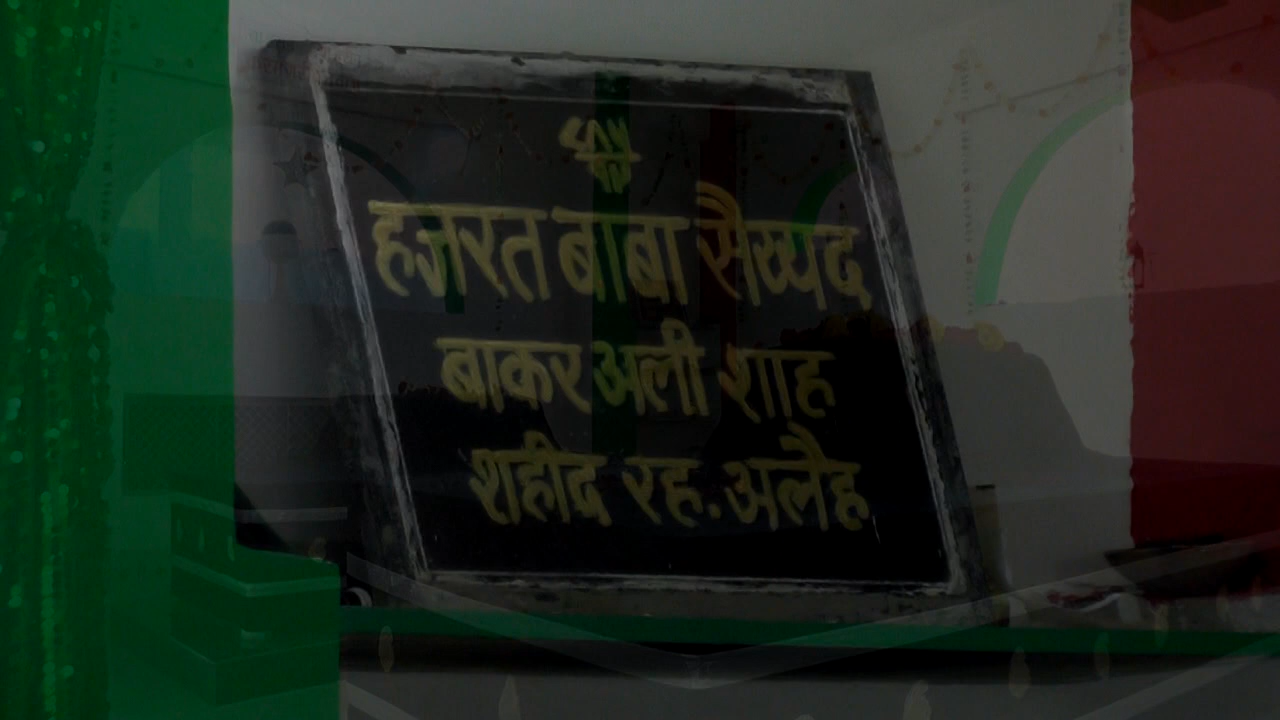 हजरत बाबा सैय्यद
बाकर अली शाह
शहीद रह.अलैह